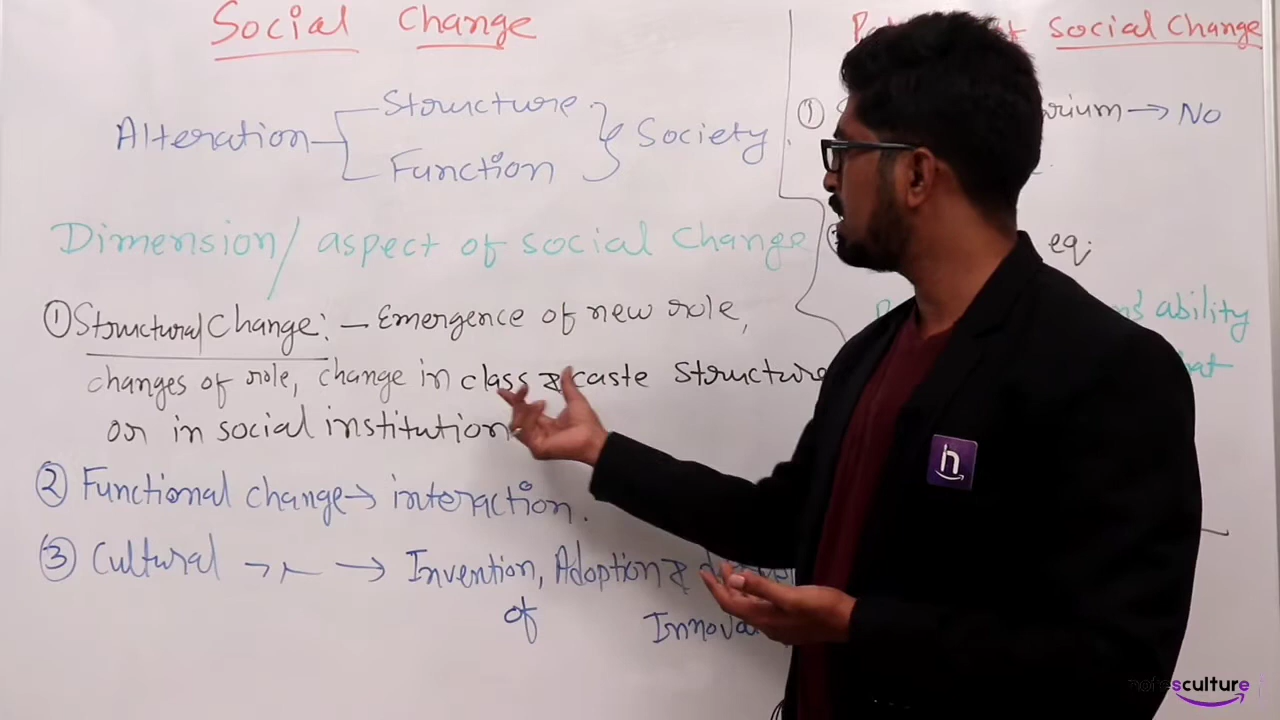 Social Change
Alteration
Structure
Function
Society
Dimension/ aspect of social change
① Structural Change: - Emergence of new role,
changes of role, change in class & caste structure
or in social institution
② Functional change → interaction.
③ Cultural → Invention, Adoption &
of
Social Change
①
→ No
eq.
ability
n
notesculture